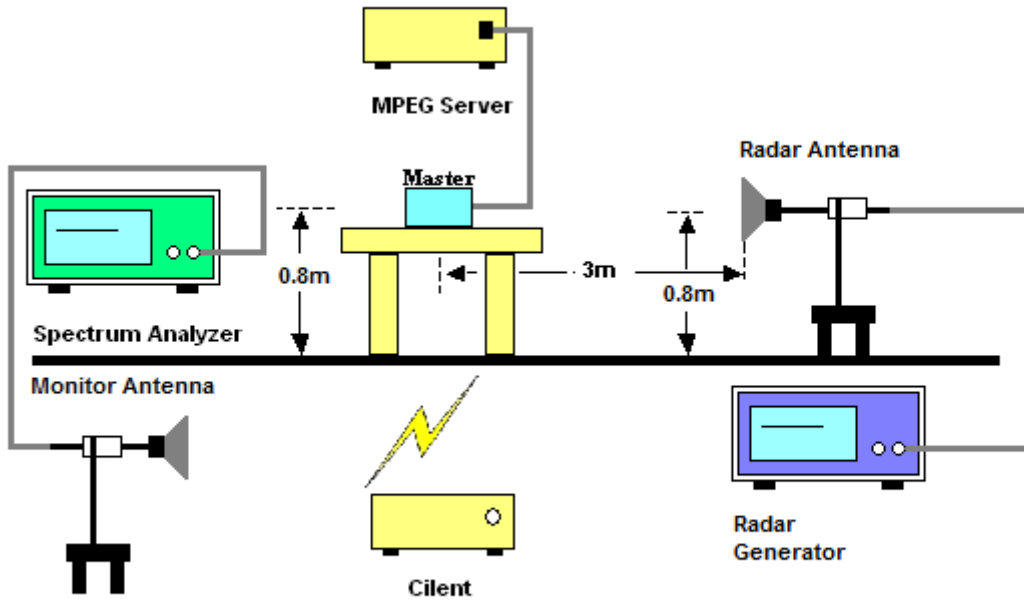 MPEG Server
Radar Antenna
Master
3m
0.8m
0.8m
Spectrum Analyzer
Monitor Antenna
Radar
Generator
Cilent